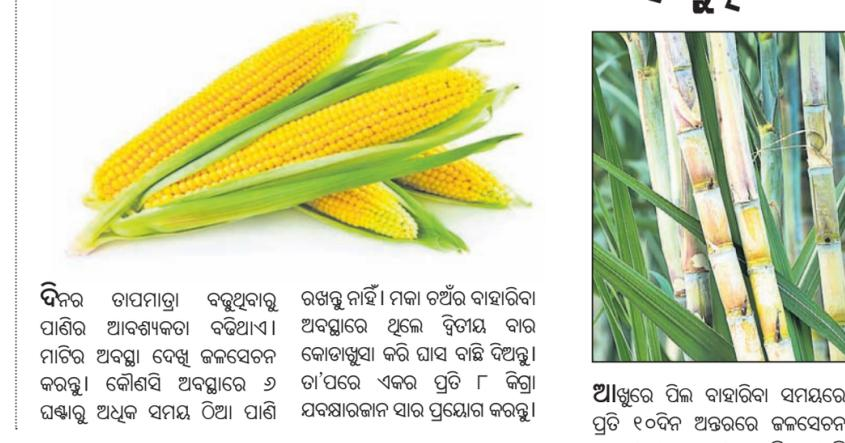 ଦିନର ତାପମାତ୍ରା ବଢୁଥିବାରୁ
ପାଣିର ଆବଶ୍ୟକତା ବଢିଥାଏ।
ମାଟିର ଅବସ୍ଥା ଦେଖି ଜଳସେଚନ
କରନ୍ତୁ। କୌଣସି ଅବସ୍ଥାରେ ୬
ଘଣ୍ଟାରୁ ଅଧିକ ସମୟ ଠିଆ ପାଣି
ରଖନ୍ତୁ ନାହିଁ। ମକା ଚଅଁର ବାହାରିବା
ଅବସ୍ଥାରେ ଥିଲେ ଦ୍ୱିତୀୟ ବାର
କୋଡାଖୁସା କରି ଘାସ ବାଛି ଦିଅନ୍ତୁ।
ତା'ପରେ ଏକର ପ୍ରତି ୮ କିଗ୍ରା
ଯବକ୍ଷାରଜାନ ସାର ପ୍ରୟୋଗ କରନ୍ତୁ।
ଆଖୁରେ ପିଲ ବାହାରିବା ସମୟରେ
ପ୍ରତି ୧୦ଦିନ ଅନ୍ତରରେ ଜଳସେଚନ